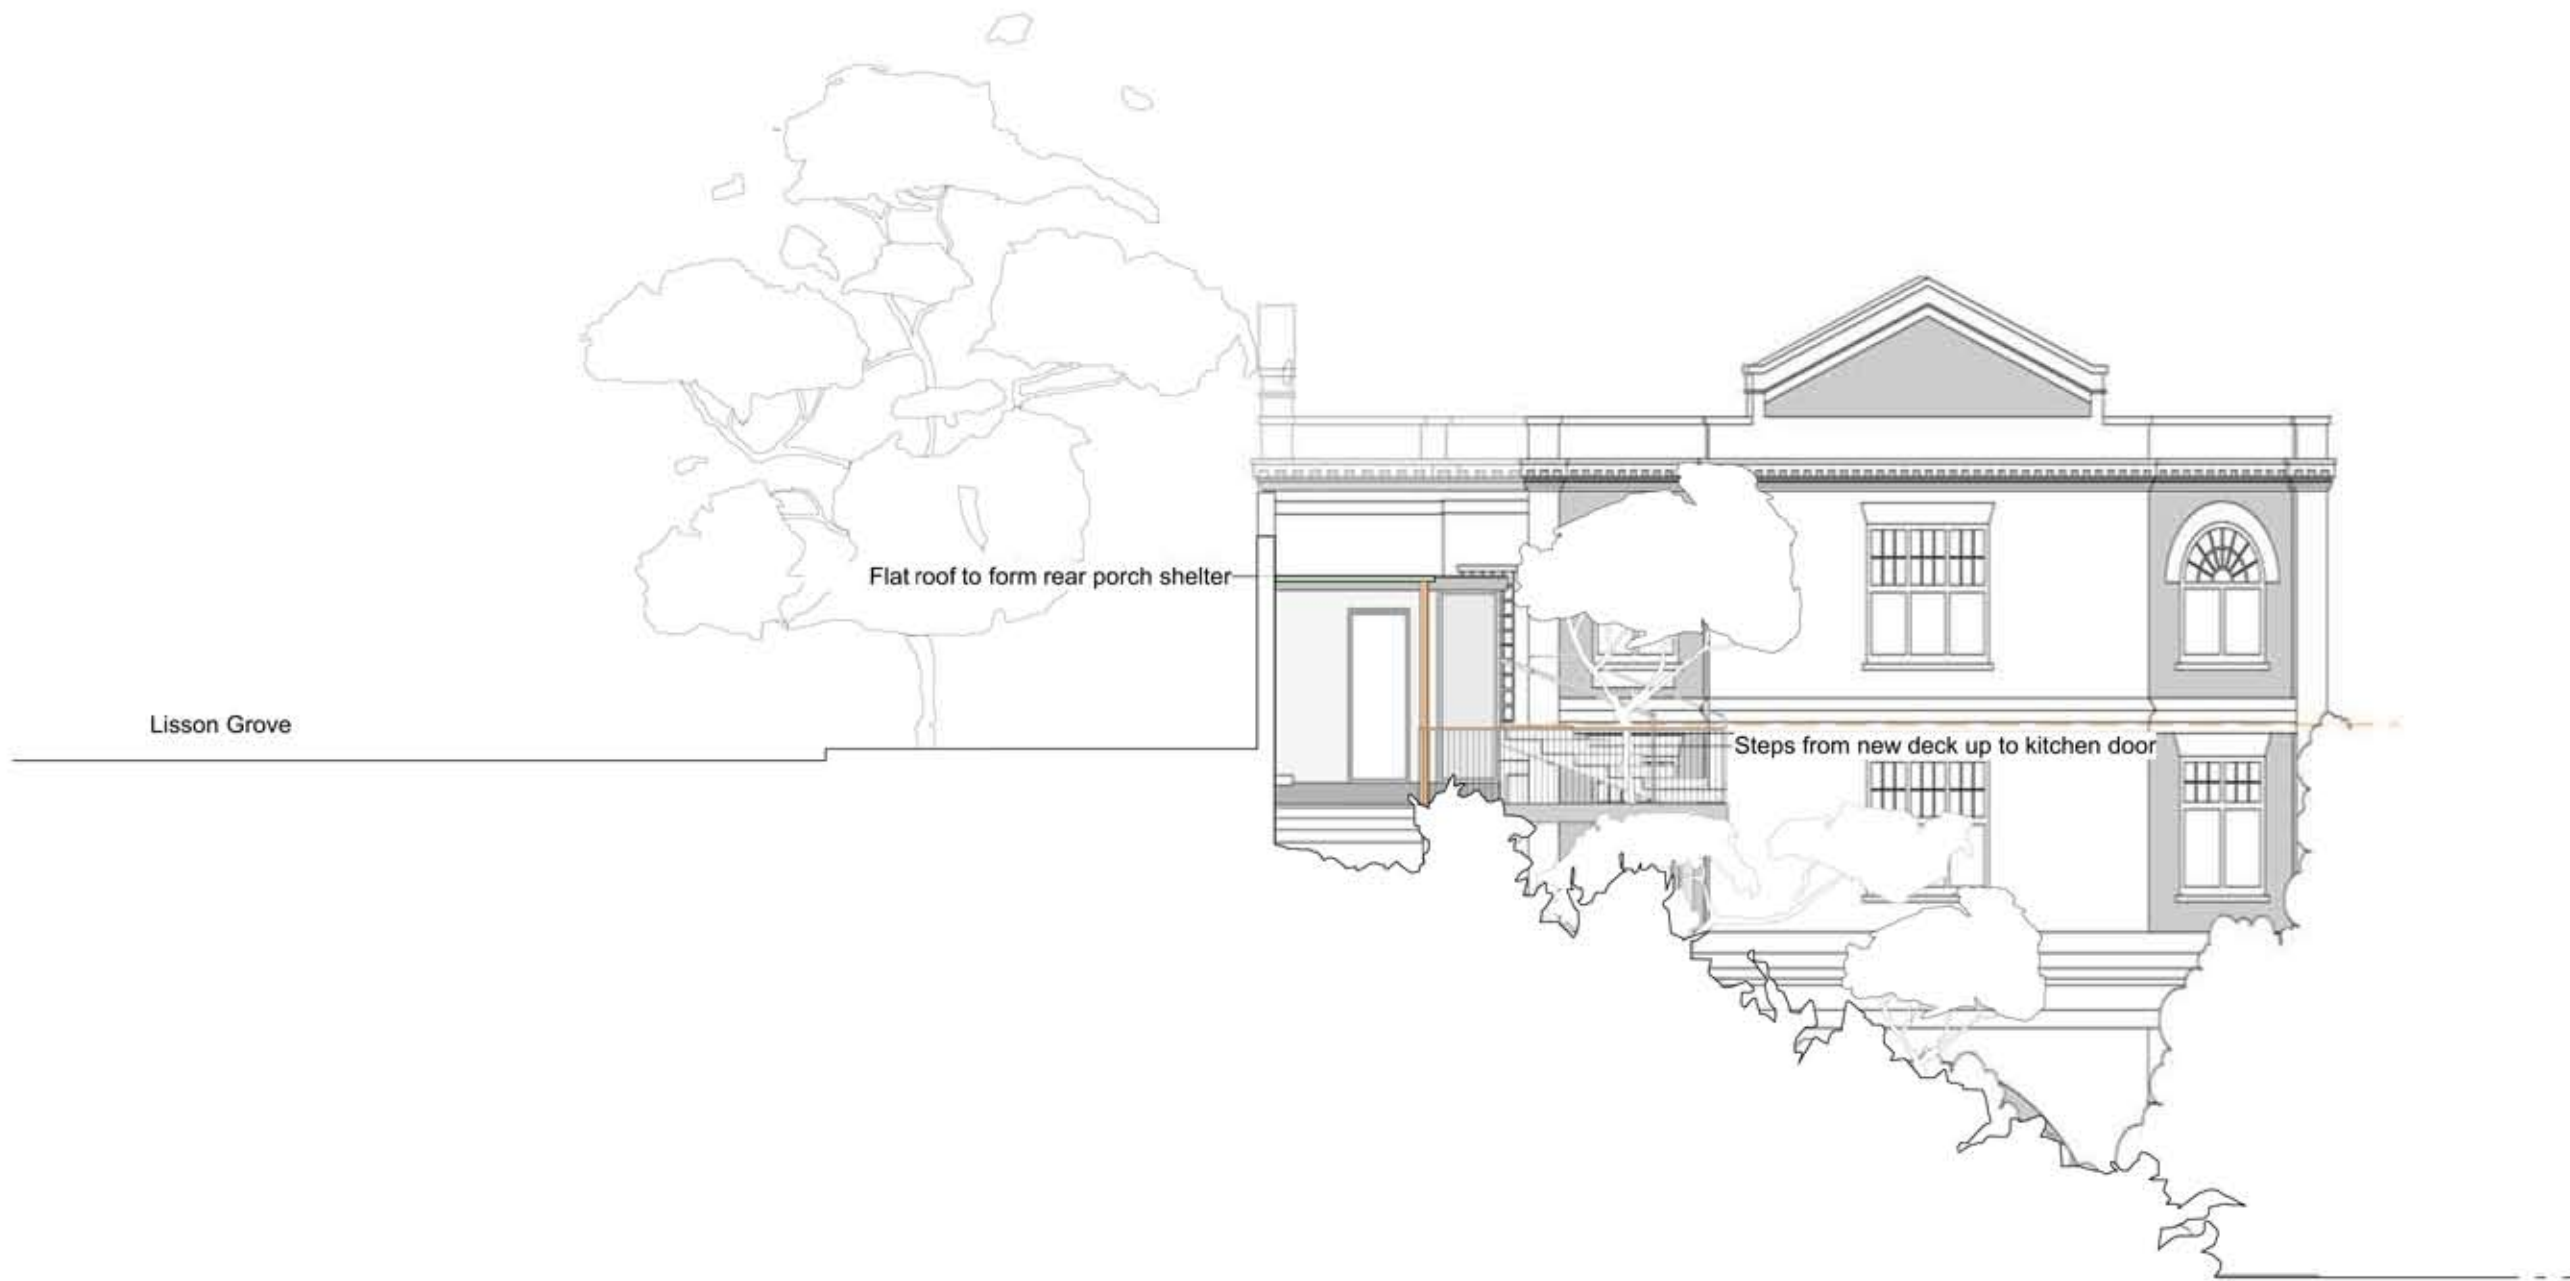 Flat roof to form rear porch shelter
Lisson Grove
Steps from new deck up to kitchen door